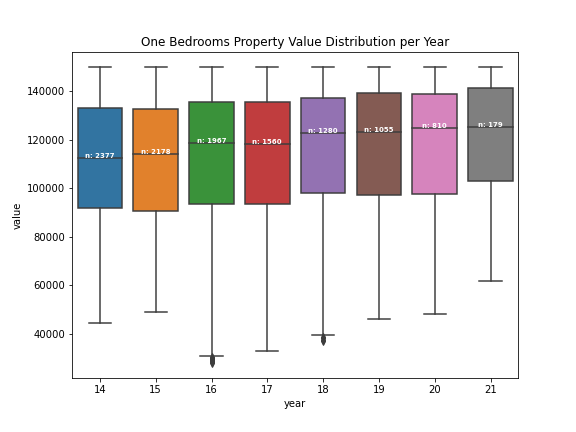 One Bedrooms Property Value Distribution per Year
value
140000
120000
100000
80000
60000
40000
n: 2377
n: 2178
n: 1967
n: 1560
n: 1280
n: 1055
n: 810
n: 179
14 15 16 17 18 19 20 21
year